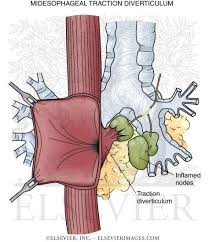 MIDESOPHAGEAL TRACTION DIVERTICULUM
Inflamed
nodes
Traction
diverticulum
ELSEVIER
©ELSEVIER, INC. – ELSEVIERIMAGES.COM